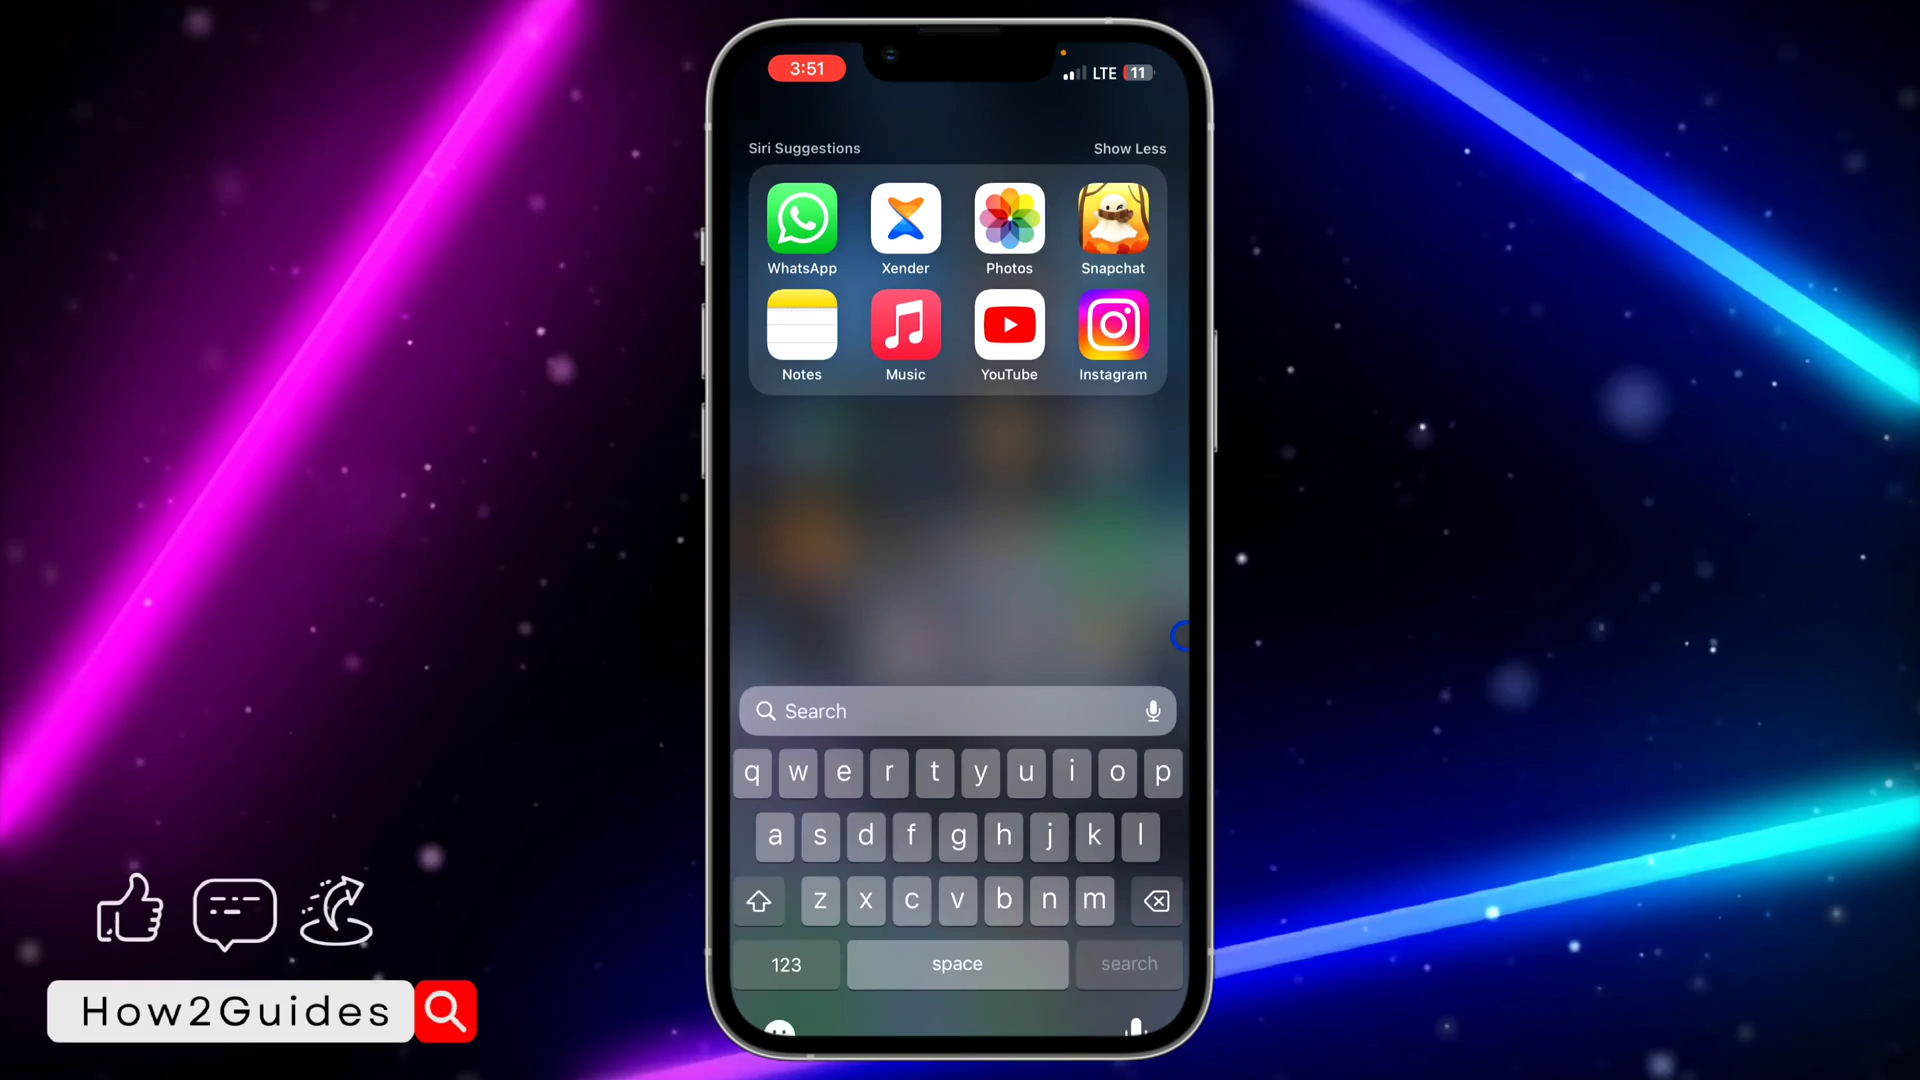 3:51
LTE 11
Siri Suggestions Show Less
WhatsApp Xender Photos Snapchat
Notes Music YouTube Instagram
Search
q w e r t y u i o p
a s d f g h j k l
z x c v b n m
123 space search
How2Guides